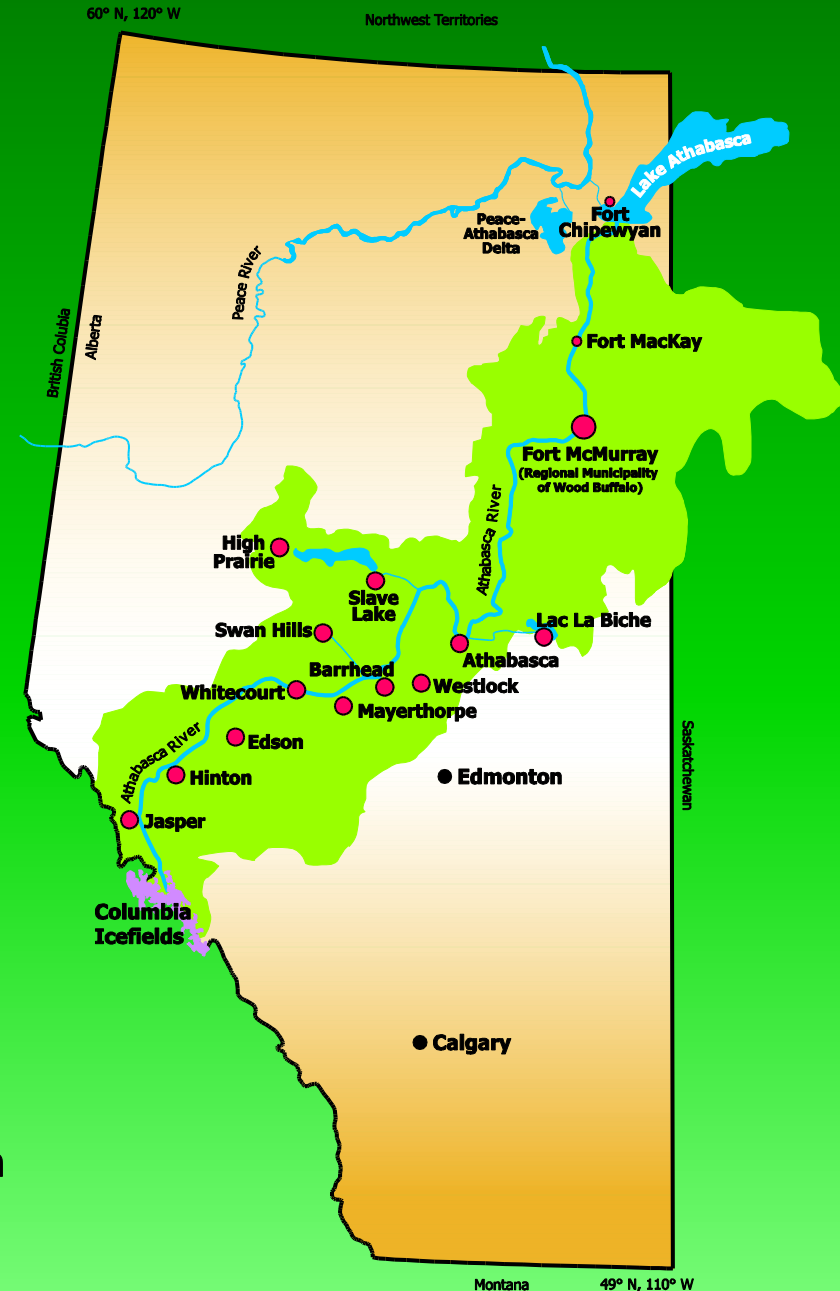 60° N, 120° W
Northwest Territories
Lake Athabasca
Peace-
Athabasca
Delta
Fort
Chipewyan
Peace River
British Colubia
Alberta
Fort MacKay
Fort McMurray
(Regional Municipality
of Wood Buffalo)
Athabasca River
High
Prairie
Slave
Lake
Swan Hills
Lac La Biche
Athabasca
Barrhead
Westlock
Whitecourt
Mayerthorpe
Athabasca River
Edson
Hinton
Edmonton
Saskatchewan
Jasper
Columbia
Icefields
Calgary
Montana
49° N, 110° W